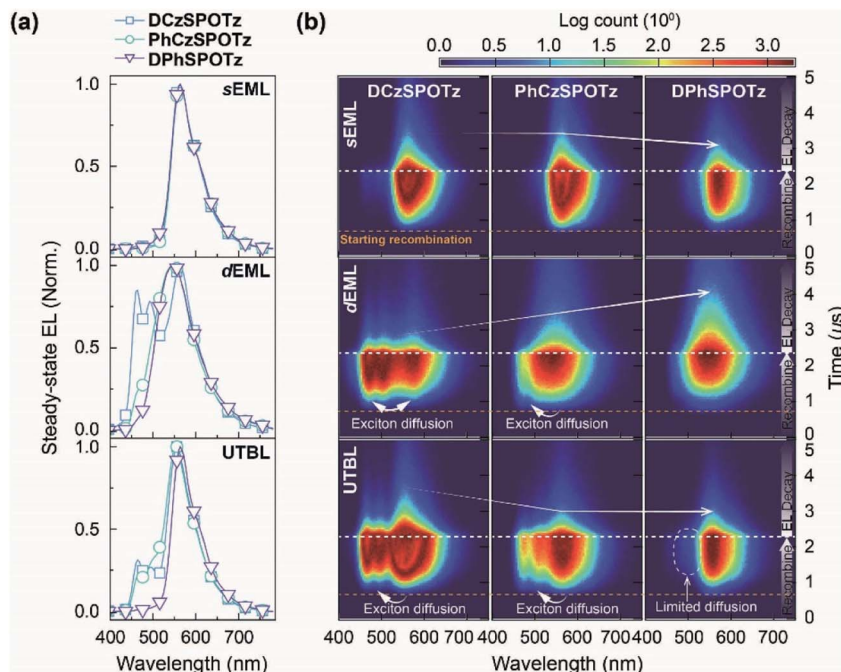 (a)
DCzSPOTz
PhCzSPOTz
DPhSPOTz
Steady-state EL (Norm.)
1.0
0.5
0.0
sEML
1.0
0.5
0.0
dEML
1.0
0.5
0.0
UTBL
400 500 600 700
Wavelength (nm)
(b)
Log count (10⁰)
0.0 0.5 1.0 1.5 2.0 2.5 3.0
DCzSPOTz PhCzSPOTz DPhSPOTz
sEML
Starting recombination
Recombine EL Decay
5
4
3
2
1
0
dEML
Exciton diffusion
Exciton diffusion
Recombine EL Decay
5
4
3
2
1
0
UTBL
Exciton diffusion
Exciton diffusion
Limited diffusion
Recombine EL Decay
5
4
3
2
1
0
Time (μs)
400 500 600 400 500 600 400 500 600 700
Wavelength (nm)